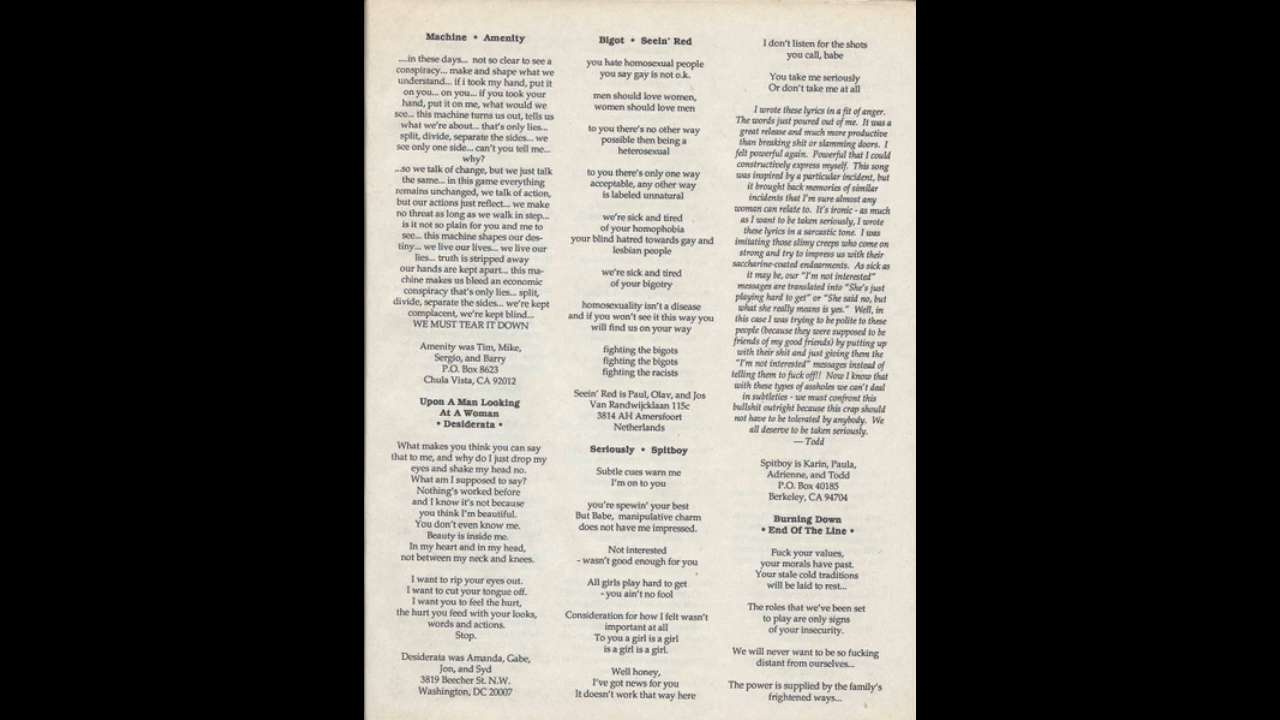 Machine • Amenity
....in these days... not so clear to see a
conspiracy... make and shape what we
understand... if i took my hand, put it
on you... on you... if you took your
hand, put it on me, what would we
see... this machine turns us out, tells us
what we're about... that's only lies...
split, divide, separate the sides... we
see only one side... can't you tell me...
why?
...so we talk of change, but we just talk
the same... in this game everything
remains unchanged, we talk of action,
but our actions just reflect... we make
no threat as long as we walk in step...
is it not so plain for you and me to
see... this machine shapes our des-
tiny... we live our lives... we live our
lies... truth is stripped away
our hands are kept apart... this ma-
chine makes us bleed an economic
conspiracy that's only lies... split,
divide, separate the sides... we're kept
complacent, we're kept blind...
WE MUST TEAR IT DOWN
Amenity was Tim, Mike,
Sergio, and Barry
P.O. Box 8623
Chula Vista, CA 92012
Upon A Man Looking
At A Woman
• Desiderata •
What makes you think you can say
that to me, and why do I just drop my
eyes and shake my head no.
What am I supposed to say?
Nothing's worked before
and I know it's not because
you think I'm beautiful.
You don't even know me.
Beauty is inside me.
In my heart and in my head,
not between my neck and knees.
I want to rip your eyes out.
I want to cut your tongue off.
I want you to feel the hurt,
the hurt you feed with your looks,
words and actions.
Stop.
Desiderata was Amanda, Gabe,
Jon, and Syd
3819 Beecher St. N.W.
Washington, DC 20007
Bigot • Seein' Red
you hate homosexual people
you say gay is not o.k.
men should love women,
women should love men
to you there's no other way
possible then being a
heterosexual
to you there's only one way
acceptable, any other way
is labeled unnatural
we're sick and tired
of your homophobia
your blind hatred towards gay and
lesbian people
we're sick and tired
of your bigotry
homosexuality isn't a disease
and if you won't see it this way you
will find us on your way
fighting the bigots
fighting the bigots
fighting the racists
Seein' Red is Paul, Olav, and Jos
Van Randwijcklaan 115c
3814 AH Amersfoort
Netherlands
Seriously • Spitboy
Subtle cues warn me
I'm on to you
you're spewin' your best
But Babe, manipulative charm
does not have me impressed.
Not interested
- wasn't good enough for you
All girls play hard to get
- you ain't no fool
Consideration for how I felt wasn't
important at all
To you a girl is a girl
is a girl is a girl.
Well honey,
I've got news for you
It doesn't work that way here
I don't listen for the shots
you call, babe
You take me seriously
Or don't take me at all
I wrote these lyrics in a fit of anger.
The words just poured out of me. It was a
great release and much more productive
than breaking shit or slamming doors. I
felt powerful again. Powerful that I could
constructively express myself. This song
was inspired by a particular incident, but
it brought back memories of similar
incidents that I'm sure almost any
woman can relate to. It's ironic - as much
as I want to be taken seriously, I wrote
these lyrics in a sarcastic tone. I was
imitating those slimy creeps who come on
strong and try to impress us with their
saccharine-coated endearments. As sick as
it may be, our "I'm not interested"
messages are translated into "She's just
playing hard to get" or "She said no, but
what she really means is yes." Well, in
this case I was trying to be polite to these
people (because they were supposed to be
friends of my good friends) by putting up
with their shit and just giving them the
"I'm not interested" messages instead of
telling them to fuck off!! Now I know that
with these types of assholes we can't deal
in subtleties - we must confront this
bullshit outright because this crap should
not have to be tolerated by anybody. We
all deserve to be taken seriously.
— Todd
Spitboy is Karin, Paula,
Adrienne, and Todd
P.O. Box 40185
Berkeley, CA 94704
Burning Down
• End Of The Line •
Fuck your values,
your morals have past.
Your stale cold traditions
will be laid to rest...
The roles that we've been set
to play are only signs
of your insecurity.
We will never want to be so fucking
distant from ourselves...
The power is supplied by the family's
frightened ways...